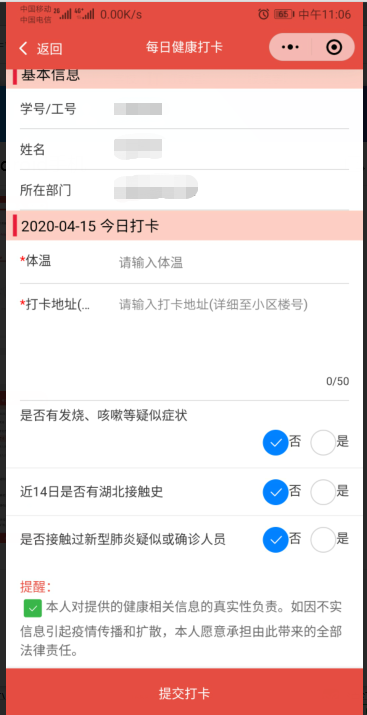 中国移动 2G 4G
中国电信 0.00K/s 65 中午11:06
返回 每日健康打卡
基本信息
学号/工号
姓名
所在部门
2020-04-15 今日打卡
*体温 请输入体温
*打卡地址(... 请输入打卡地址(详细至小区楼号)
0/50
是否有发烧、咳嗽等疑似症状
否 是
近14日是否有湖北接触史 否 是
是否接触过新型肺炎疑似或确诊人员 否 是
提醒：
本人对提供的健康相关信息的真实性负责。如因不实
信息引起疫情传播和扩散，本人愿意承担由此带来的全部
法律责任。
提交打卡